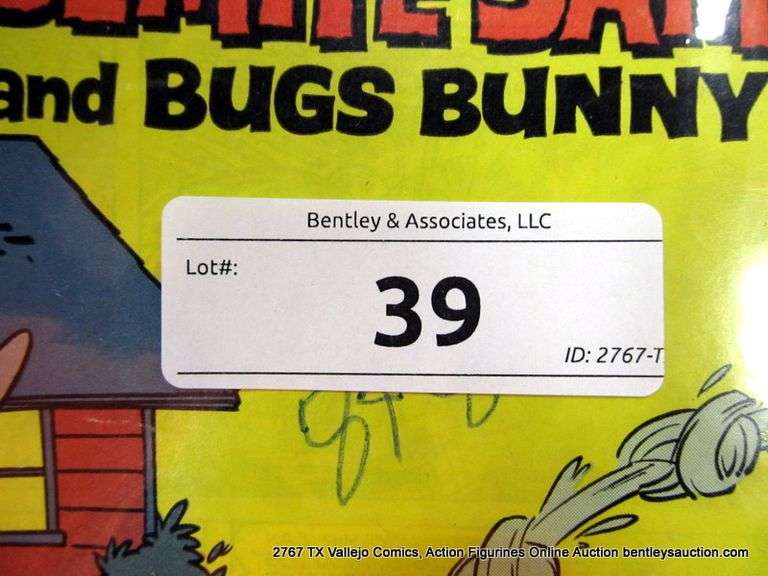 and BUGS BUNNY
Bentley & Associates, LLC
Lot#:
39
ID: 2767-T
2767 TX Vallejo Comics, Action Figurines Online Auction bentleysauction.com